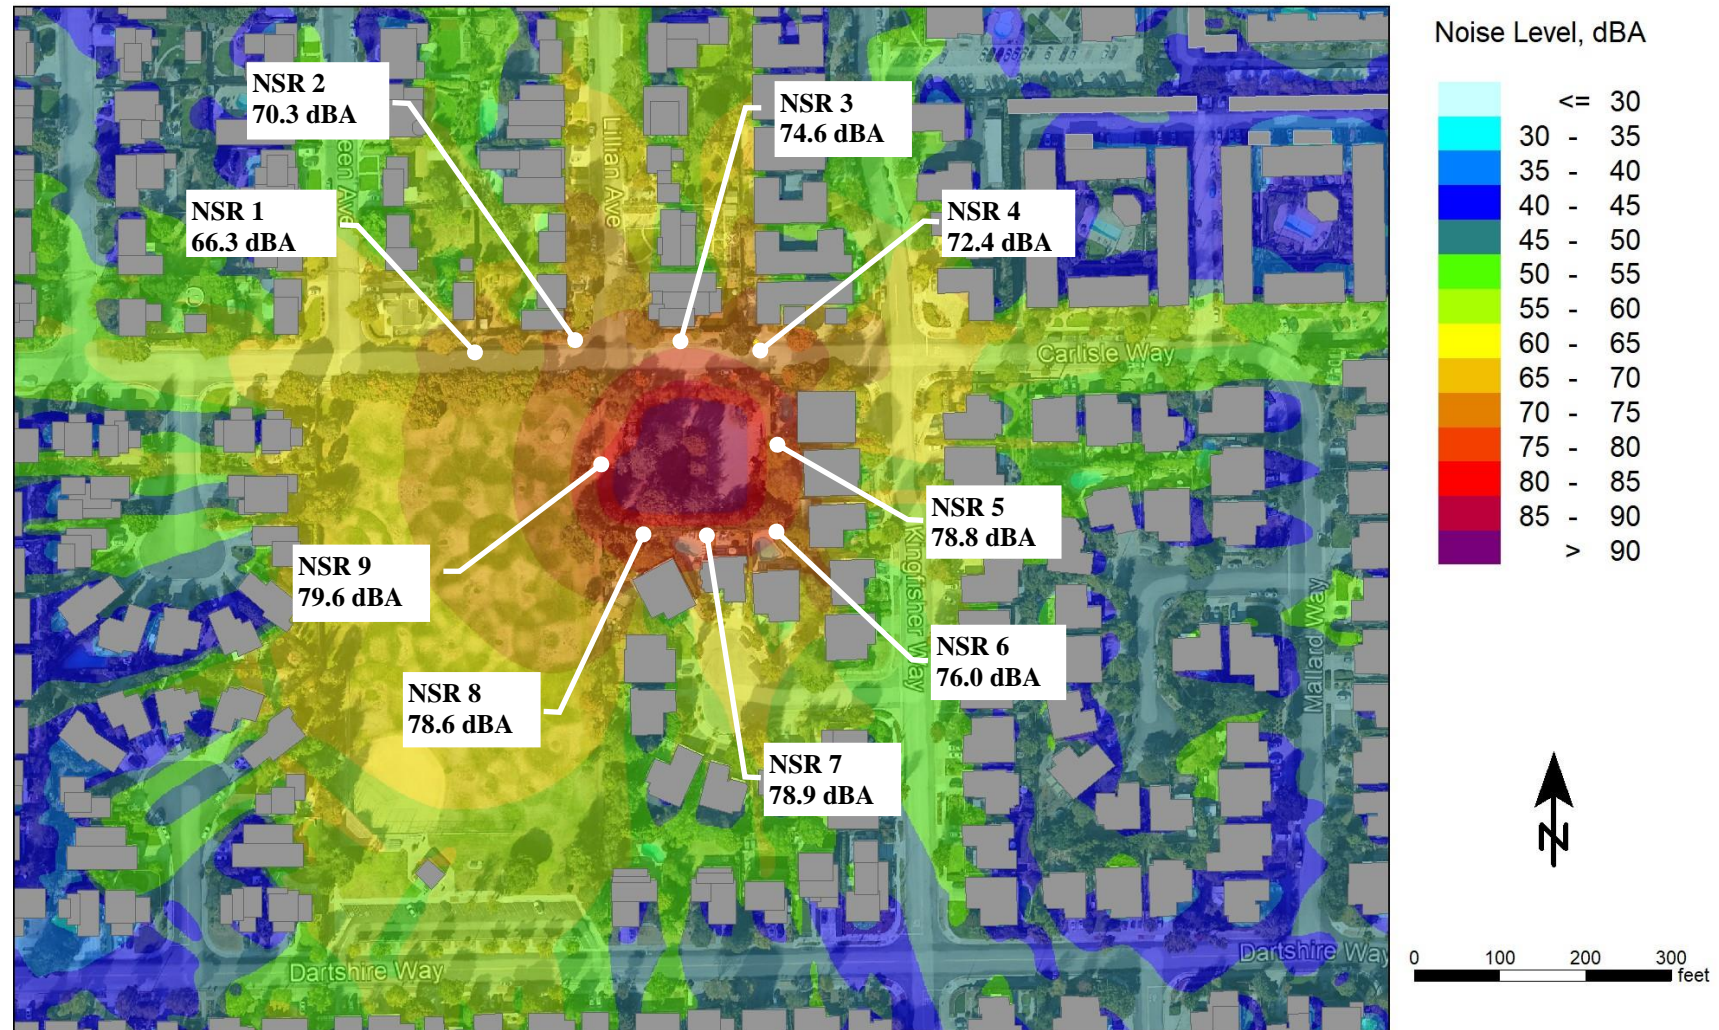 NSR 2
70.3 dBA
NSR 3
74.6 dBA
NSR 1
66.3 dBA
NSR 4
72.4 dBA
een Ave
Lillian Ave
Carlisle Way
NSR 5
78.8 dBA
NSR 9
79.6 dBA
Kingfisher Way
Mallard Way
NSR 6
76.0 dBA
NSR 8
78.6 dBA
NSR 7
78.9 dBA
Dartshire Way
Dartshire Way
Noise Level, dBA
<= 30
30 - 35
35 - 40
40 - 45
45 - 50
50 - 55
55 - 60
60 - 65
65 - 70
70 - 75
75 - 80
80 - 85
85 - 90
> 90
N
0 100 200 300
feet